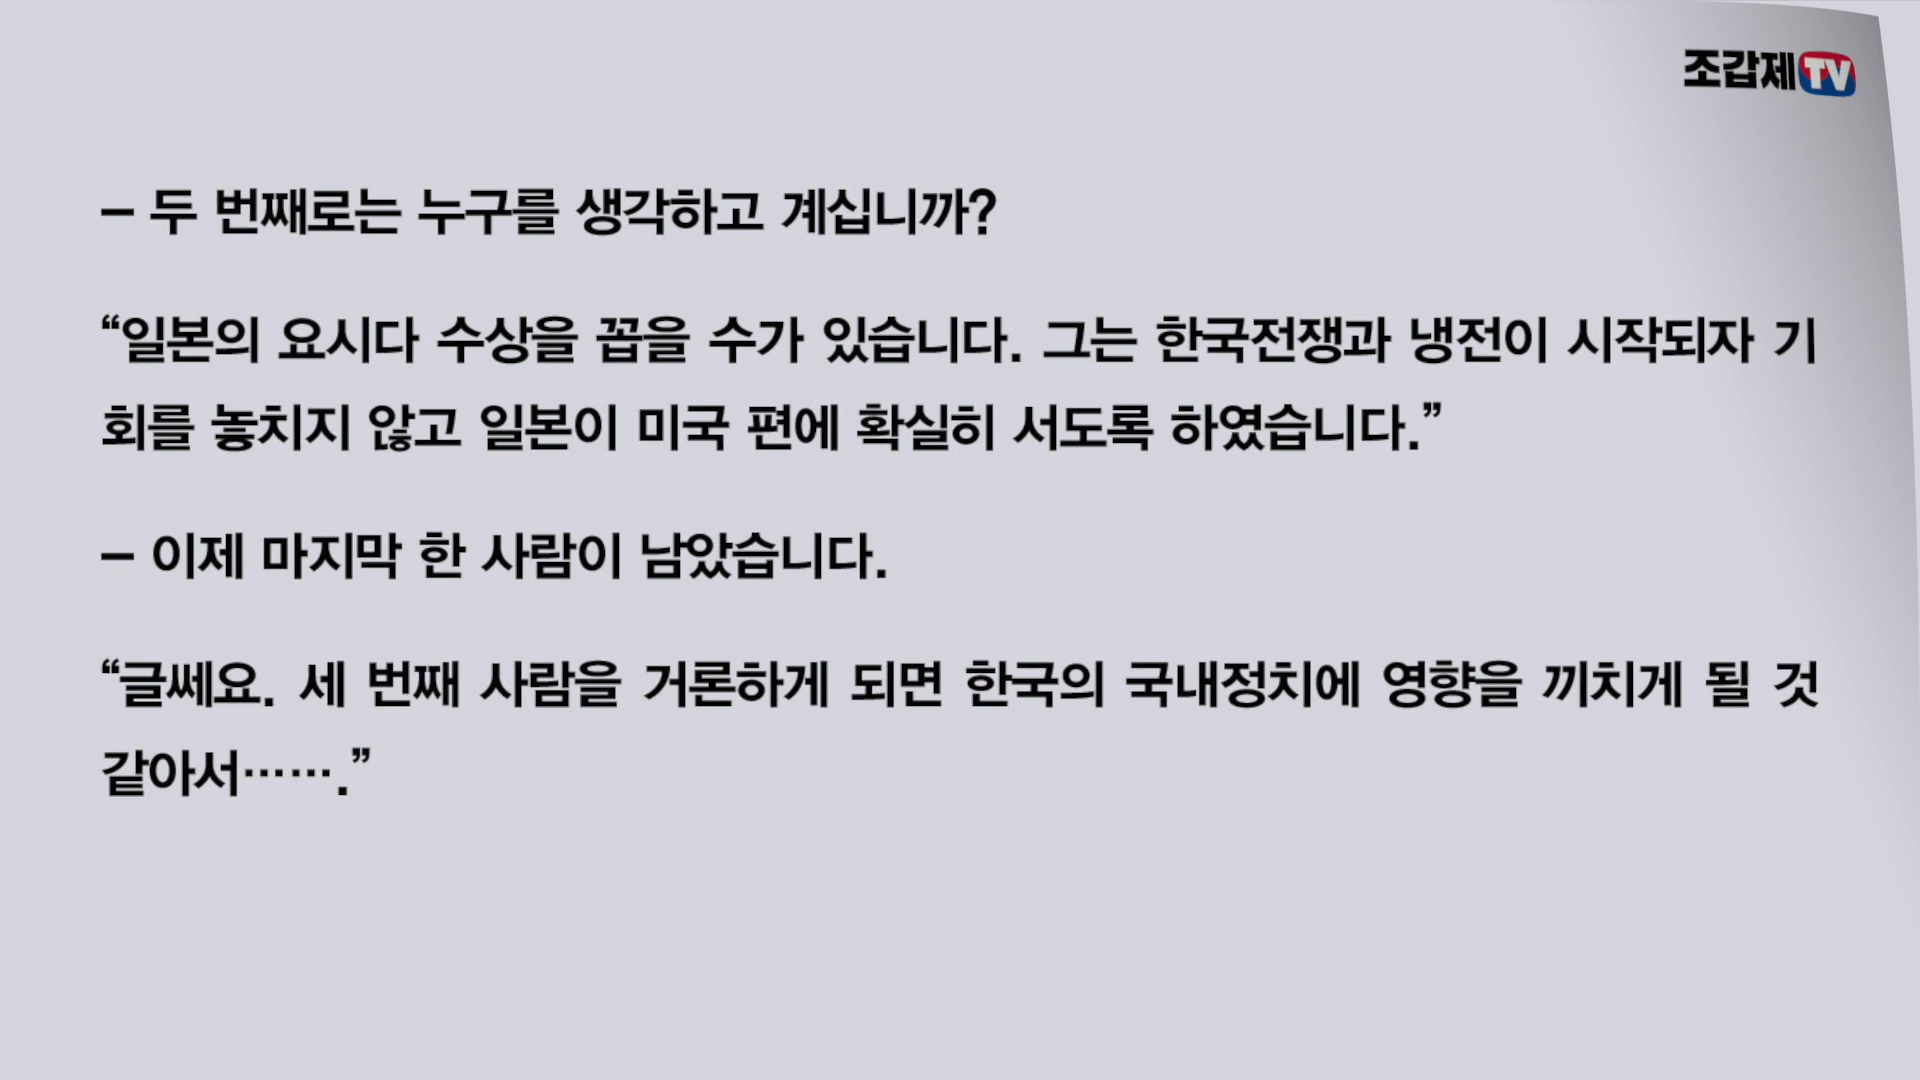 조갑제TV
– 두 번째로는 누구를 생각하고 계십니까?
“일본의 요시다 수상을 꼽을 수가 있습니다. 그는 한국전쟁과 냉전이 시작되자 기
회를 놓치지 않고 일본이 미국 편에 확실히 서도록 하였습니다.”
– 이제 마지막 한 사람이 남았습니다.
“글쎄요. 세 번째 사람을 거론하게 되면 한국의 국내정치에 영향을 끼치게 될 것
같아서…….”